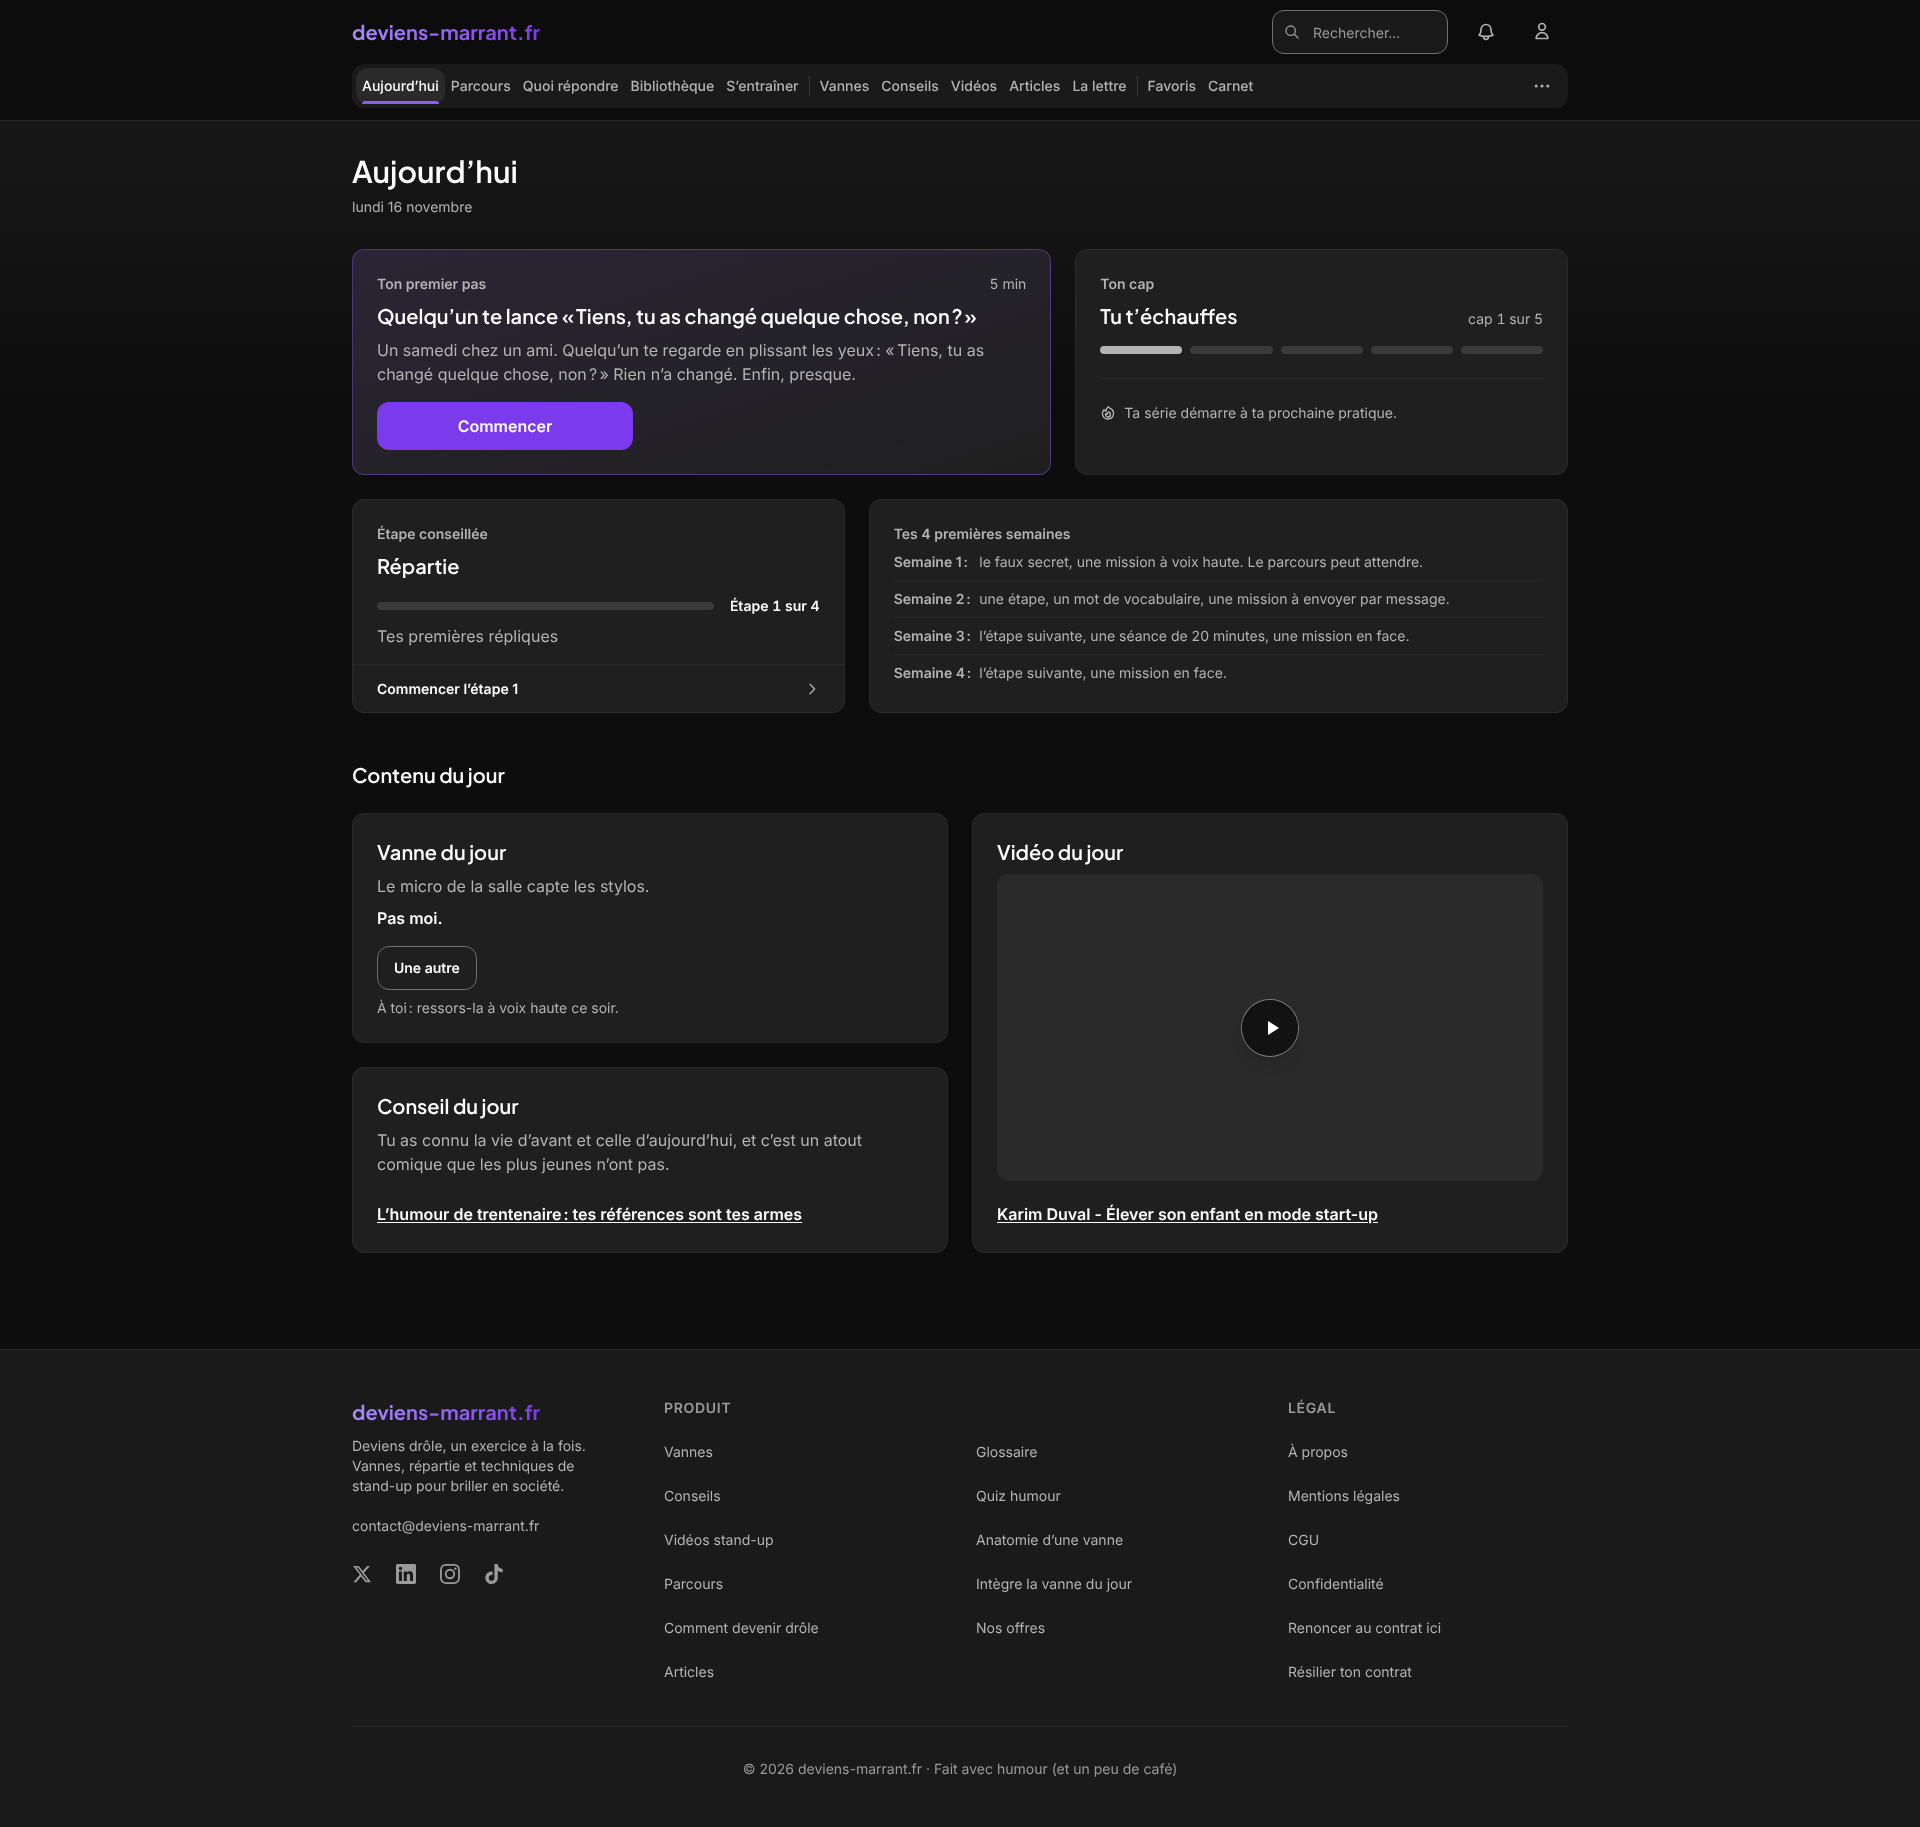 deviens-marrant.fr
Rechercher...
Aujourd’hui Parcours Quoi répondre Bibliothèque S’entraîner Vannes Conseils Vidéos Articles La lettre Favoris Carnet
Aujourd’hui
lundi 16 novembre
Ton premier pas
5 min
Quelqu’un te lance « Tiens, tu as changé quelque chose, non ? »
Un samedi chez un ami. Quelqu’un te regarde en plissant les yeux : « Tiens, tu as
changé quelque chose, non ? » Rien n’a changé. Enfin, presque.
Commencer
Ton cap
Tu t’échauffes
cap 1 sur 5
Ta série démarre à ta prochaine pratique.
Étape conseillée
Répartie
Étape 1 sur 4
Tes premières répliques
Commencer l’étape 1
Tes 4 premières semaines
Semaine 1 : le faux secret, une mission à voix haute. Le parcours peut attendre.
Semaine 2 : une étape, un mot de vocabulaire, une mission à envoyer par message.
Semaine 3 : l’étape suivante, une séance de 20 minutes, une mission en face.
Semaine 4 : l’étape suivante, une mission en face.
Contenu du jour
Vanne du jour
Le micro de la salle capte les stylos.
Pas moi.
Une autre
À toi : ressors-la à voix haute ce soir.
Conseil du jour
Tu as connu la vie d’avant et celle d’aujourd’hui, et c’est un atout
comique que les plus jeunes n’ont pas.
L’humour de trentenaire : tes références sont tes armes
Vidéo du jour
Karim Duval - Élever son enfant en mode start-up
deviens-marrant.fr
Deviens drôle, un exercice à la fois.
Vannes, répartie et techniques de
stand-up pour briller en société.
contact@deviens-marrant.fr
PRODUIT
Vannes
Conseils
Vidéos stand-up
Parcours
Comment devenir drôle
Articles
Glossaire
Quiz humour
Anatomie d’une vanne
Intègre la vanne du jour
Nos offres
LÉGAL
À propos
Mentions légales
CGU
Confidentialité
Renoncer au contrat ici
Résilier ton contrat
© 2026 deviens-marrant.fr · Fait avec humour (et un peu de café)